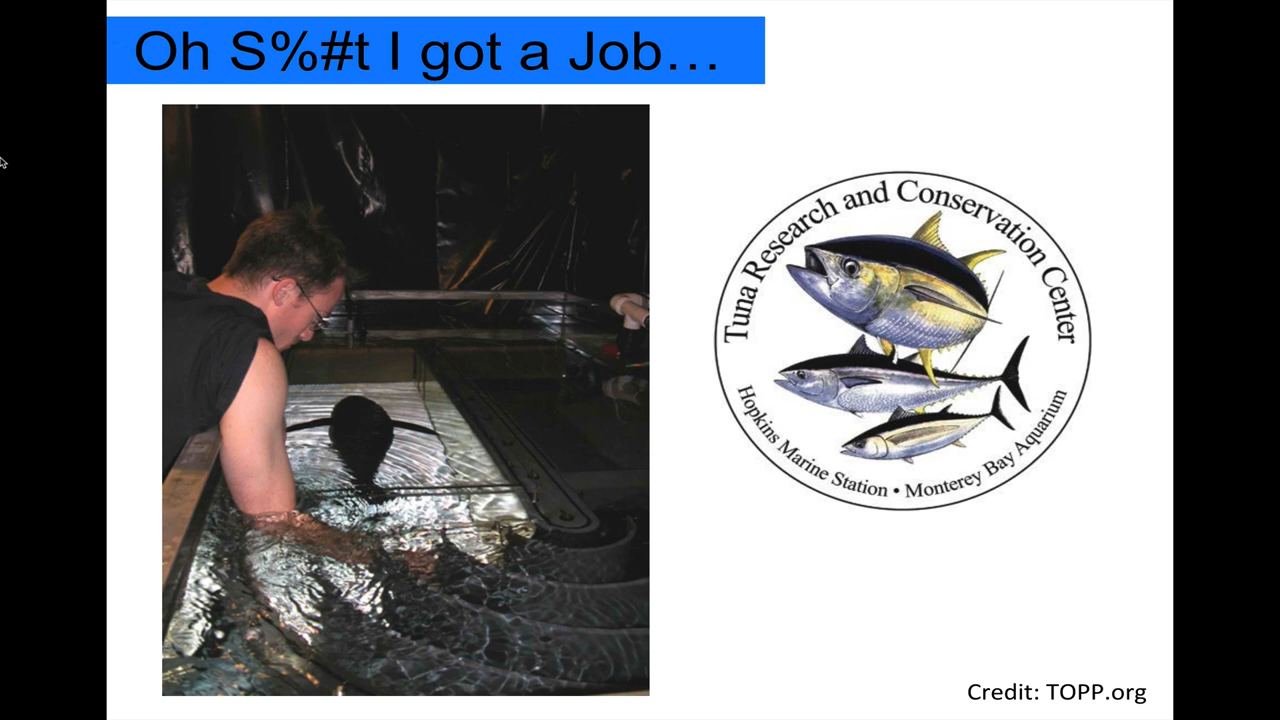 Oh S%#t I got a Job…
Tuna Research and Conservation Center
Hopkins Marine Station • Monterey Bay Aquarium
Credit: TOPP.org